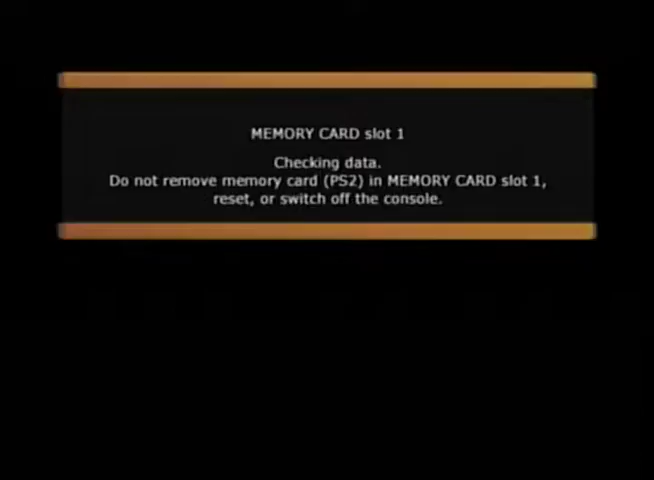 MEMORY CARD slot 1
Checking data.
Do not remove memory card (PS2) in MEMORY CARD slot 1,
reset, or switch off the console.